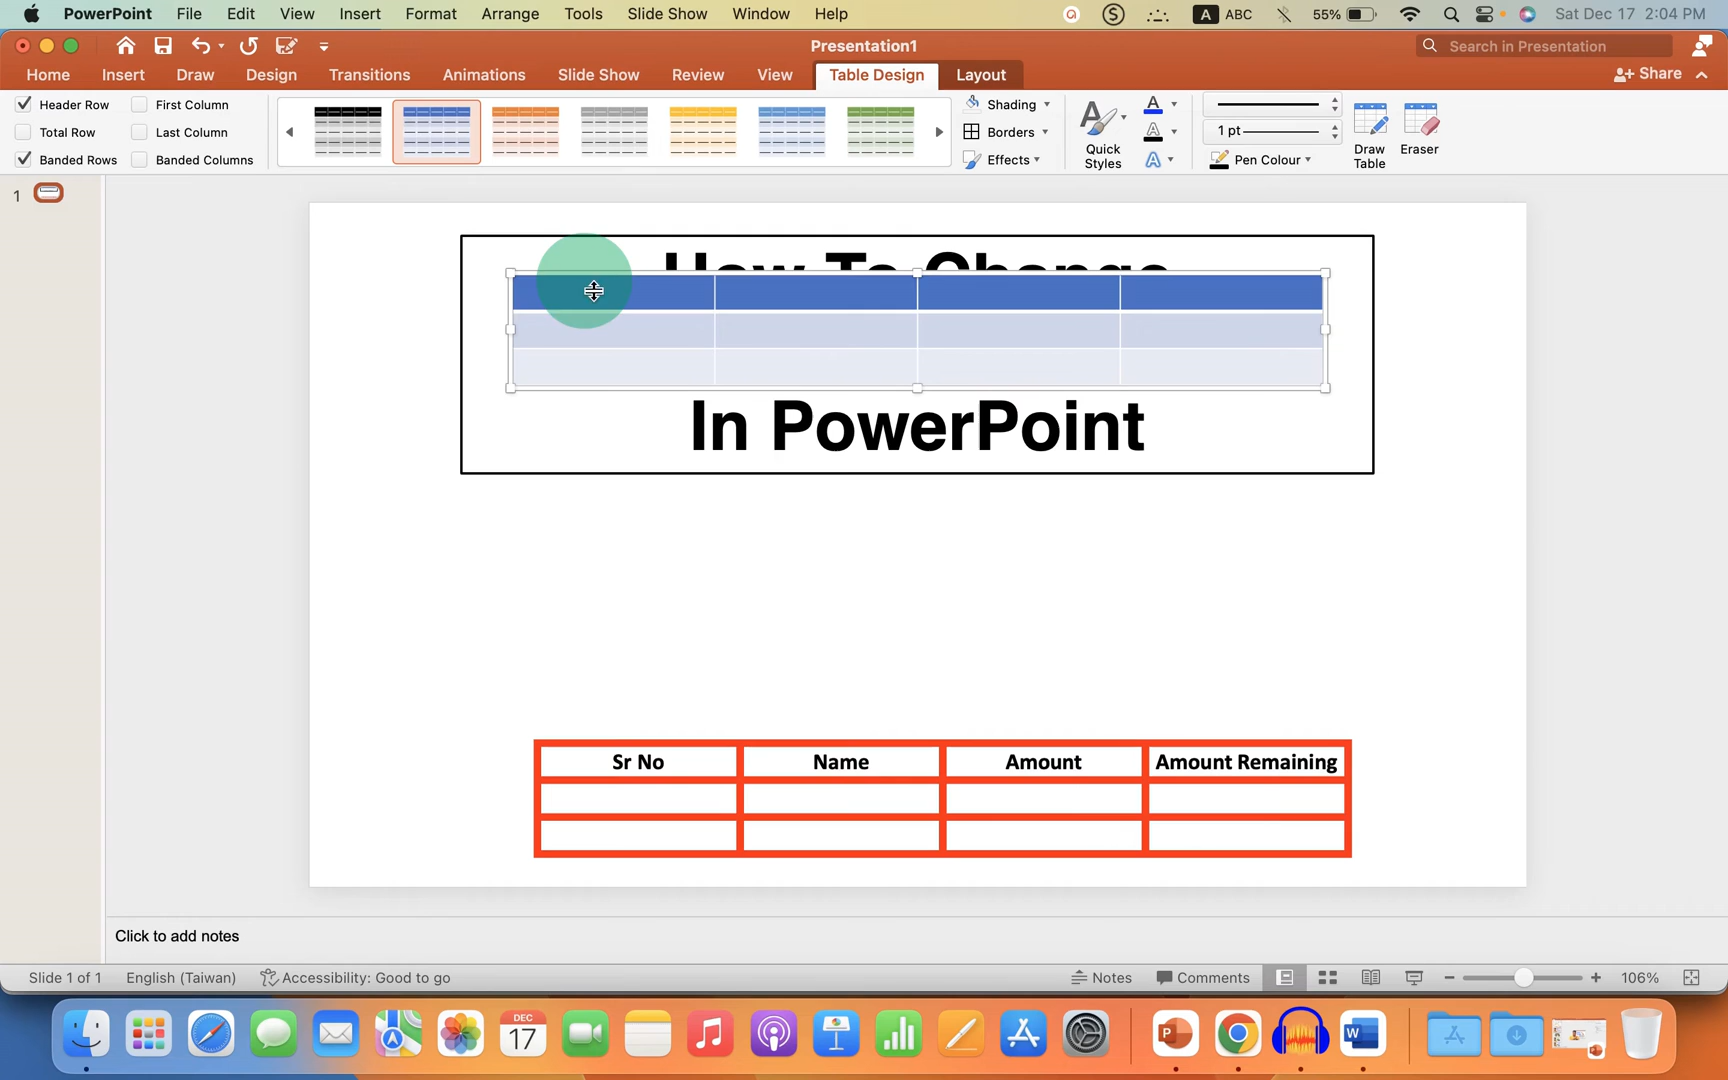 PowerPoint File Edit View Insert Format Arrange Tools Slide Show Window Help A ABC 55% Sat Dec 17 2:04 PM
Presentation1 Search in Presentation
Home Insert Draw Design Transitions Animations Slide Show Review View Table Design Layout Share
Header Row First Column Shading
Total Row Last Column Borders 1 pt
Banded Rows Banded Columns Effects Quick Styles Pen Colour Draw Table Eraser
1
How To Change
In PowerPoint
Sr No Name Amount Amount Remaining
Click to add notes
Slide 1 of 1 English (Taiwan) Accessibility: Good to go Notes Comments 106%
DEC
17